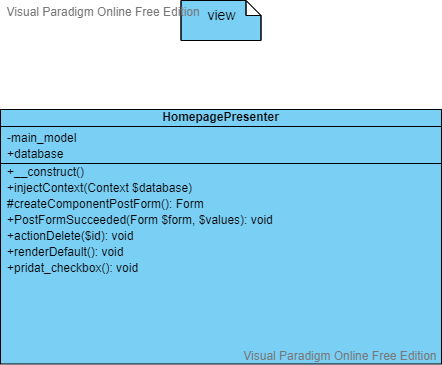 Visual Paradigm Online Free Edition
view
HomepagePresenter
-main_model
+database
+__construct()
+injectContext(Context $database)
#createComponentPostForm(): Form
+PostFormSucceeded(Form $form, $values): void
+actionDelete($id): void
+renderDefault(): void
+pridat_checkbox(): void
Visual Paradigm Online Free Edition